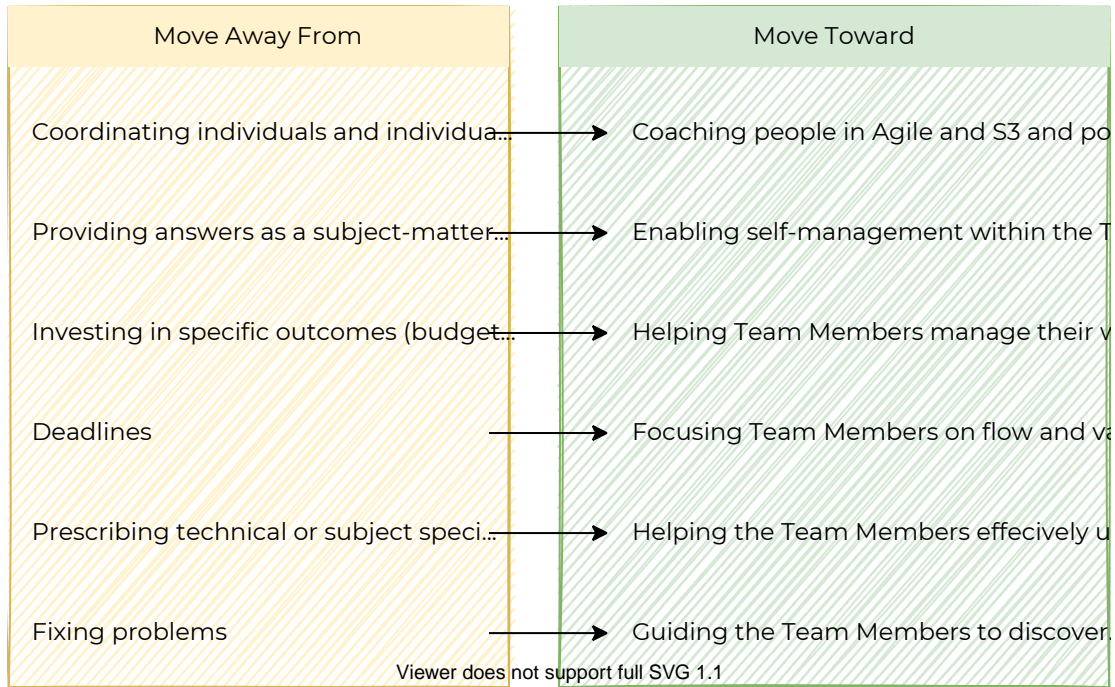 Move Away From
Move Toward
Coordinating individuals and individua...
Coaching people in Agile and S3 and po
Providing answers as a subject-matter...
Enabling self-management within the T
Investing in specific outcomes (budget...
Helping Team Members manage their
Deadlines
Focusing Team Members on flow and va
Prescribing technical or subject speci...
Helping the Team Members effecively u
Fixing problems
Guiding the Team Members to discover.
Viewer does not support full SVG 1.1